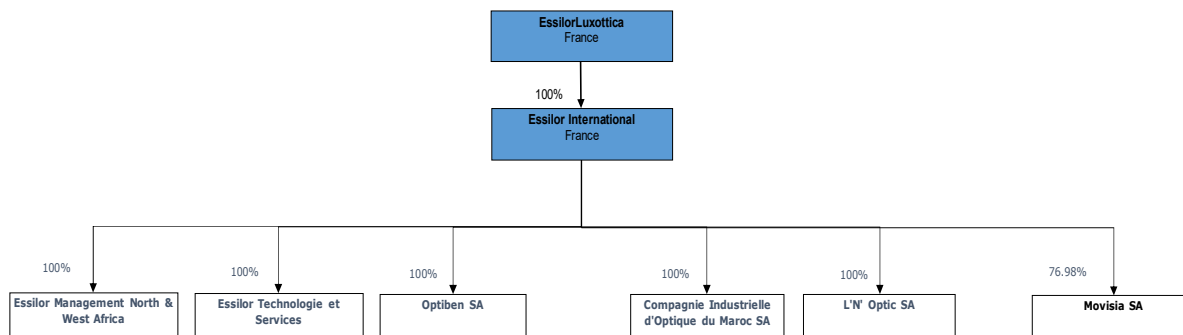 EssilorLuxottica
France
100%
Essilor International
France
100%
100%
100%
100%
100%
76.98%
Essilor Management North &
West Africa
Essilor Technologie et
Services
Optiben SA
Compagnie Industrielle
d'Optique du Maroc SA
L'N' Optic SA
Movisia SA